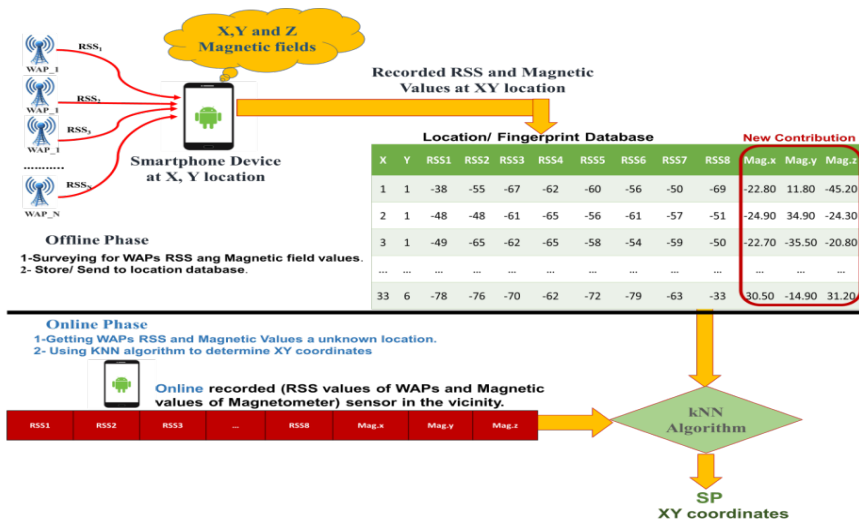 X,Y and Z
Magnetic fields
RSS1
WAP_1
RSS2
WAP_1
RSS3
WAP_1
...........
RSSN
WAP_N
Smartphone Device
at X, Y location
Recorded RSS and Magnetic
Values at XY location
Offline Phase
1-Surveying for WAPs RSS ang Magnetic field values.
2- Store/ Send to location database.
Location/ Fingerprint Database
New Contribution
X Y RSS1 RSS2 RSS3 RSS4 RSS5 RSS6 RSS7 RSS8 Mag.x Mag.y Mag.z
1 1 -38 -55 -67 -62 -60 -56 -50 -69 -22.80 11.80 -45.20
2 1 -48 -48 -61 -65 -56 -61 -57 -51 -24.90 34.90 -24.30
3 1 -49 -65 -62 -65 -58 -54 -59 -50 -22.70 -35.50 -20.80
... ... ... ... ... ... ... ... ... ... ... ... ...
33 6 -78 -76 -70 -62 -72 -79 -63 -33 30.50 -14.90 31.20
Online Phase
1-Getting WAPs RSS and Magnetic Values a unknown location.
2- Using KNN algorithm to determine XY coordinates
Online recorded (RSS values of WAPs and Magnetic
values of Magnetometer) sensor in the vicinity.
RSS1 RSS2 RSS3 ... RSS8 Mag.x Mag.y Mag.z
kNN
Algorithm
SP
XY coordinates